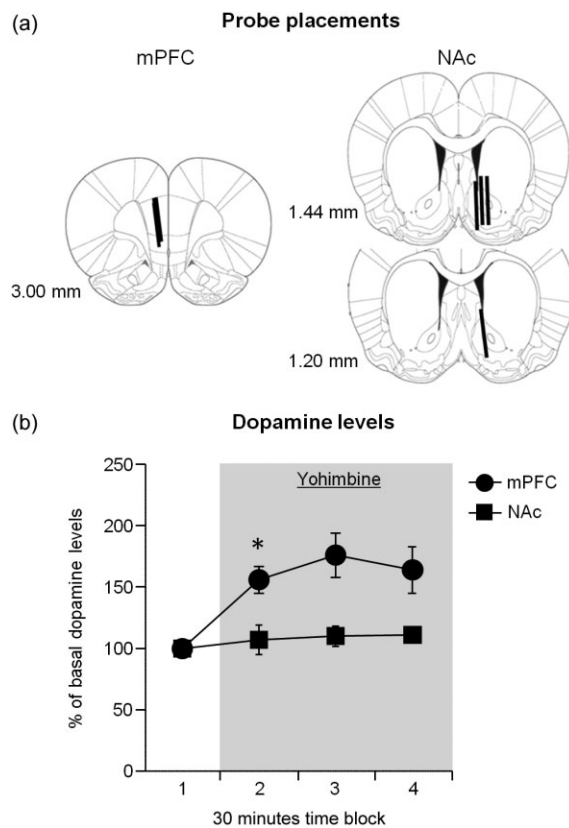 (a)
Probe placements
mPFC
NAc
1.44 mm
3.00 mm
1.20 mm
(b)
Dopamine levels
250
200
150
100
50
0
% of basal dopamine levels
Yohimbine
*
mPFC
NAc
1 2 3 4
30 minutes time block